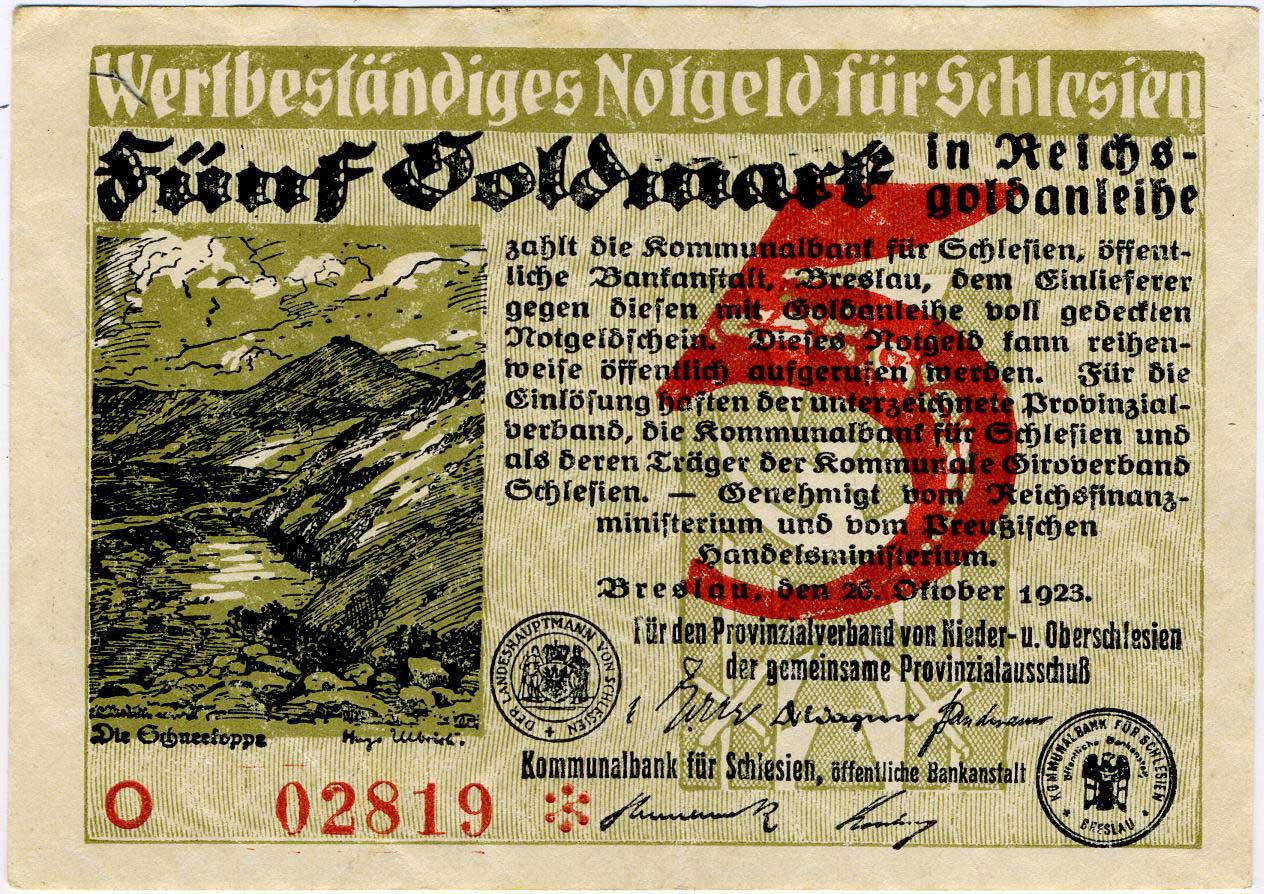 Wertbeständiges Notgeld für Schlesien
Fünf Goldmark
in Reichs-
goldanleihe
zahlt die Kommunalbank für Schlesien, öffent-
liche Bankanstalt, Breslau, dem Einlieferer
gegen diesen mit Goldanleihe voll gedeckten
Notgeldschein. Dieses Notgeld kann reihen-
weise öffentlich aufgerufen werden. Für die
Einlösung haften der unterzeichnete Provinzial-
verband, die Kommunalbank für Schlesien und
als deren Träger der Kommunale Giroverband
Schlesien. — Genehmigt vom Reichsfinanz-
ministerium und vom Preußischen
Handelsministerium.
Breslau, den 26. Oktober 1923.
5
Für den Provinzialverband von Nieder- u. Oberschlesien
der gemeinsame Provinzialausschuß
DER LANDESHAUPTMANN VON SCHLESIEN
Die Schneekoppe
Hugo Ulbrich.
Kommunalbank für Schlesien, öffentliche Bankanstalt
KOMMUNALBANK FÜR SCHLESIEN
öffentliche Bankanstalt
BRESLAU
O 02819 *